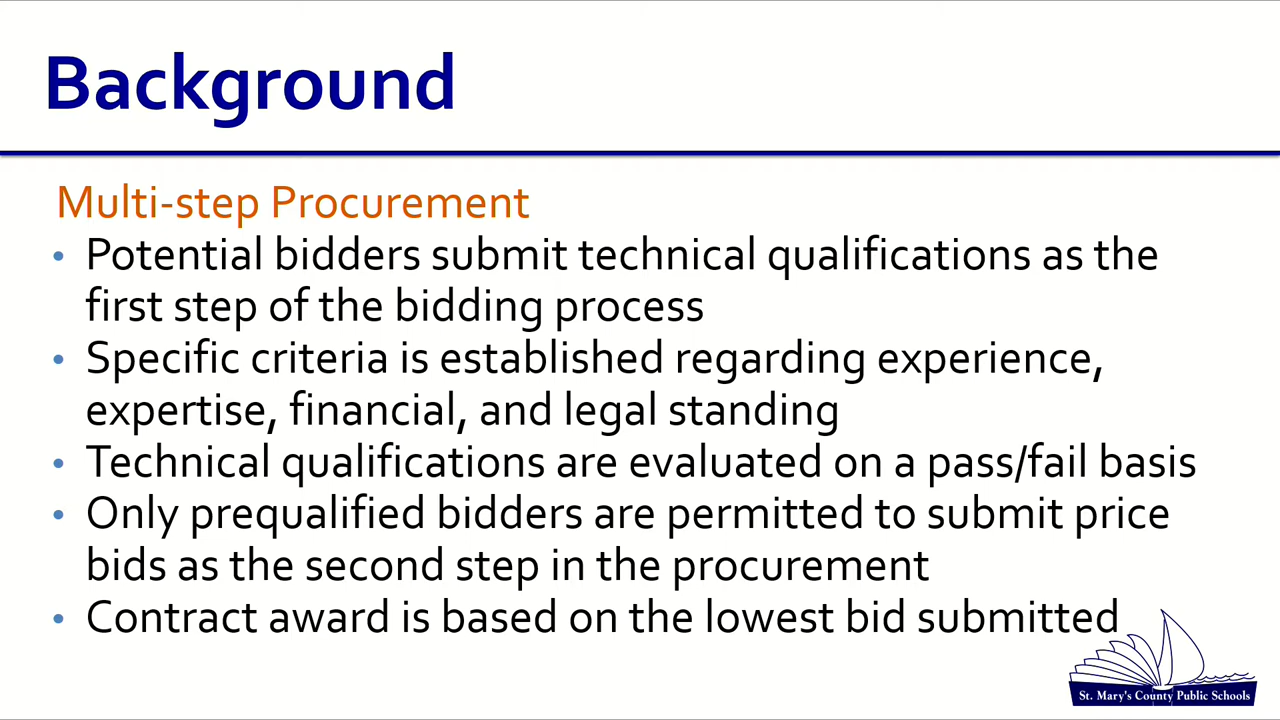 Background
Multi-step Procurement
• Potential bidders submit technical qualifications as the
first step of the bidding process
• Specific criteria is established regarding experience,
expertise, financial, and legal standing
• Technical qualifications are evaluated on a pass/fail basis
• Only prequalified bidders are permitted to submit price
bids as the second step in the procurement
• Contract award is based on the lowest bid submitted
St. Mary's County Public Schools